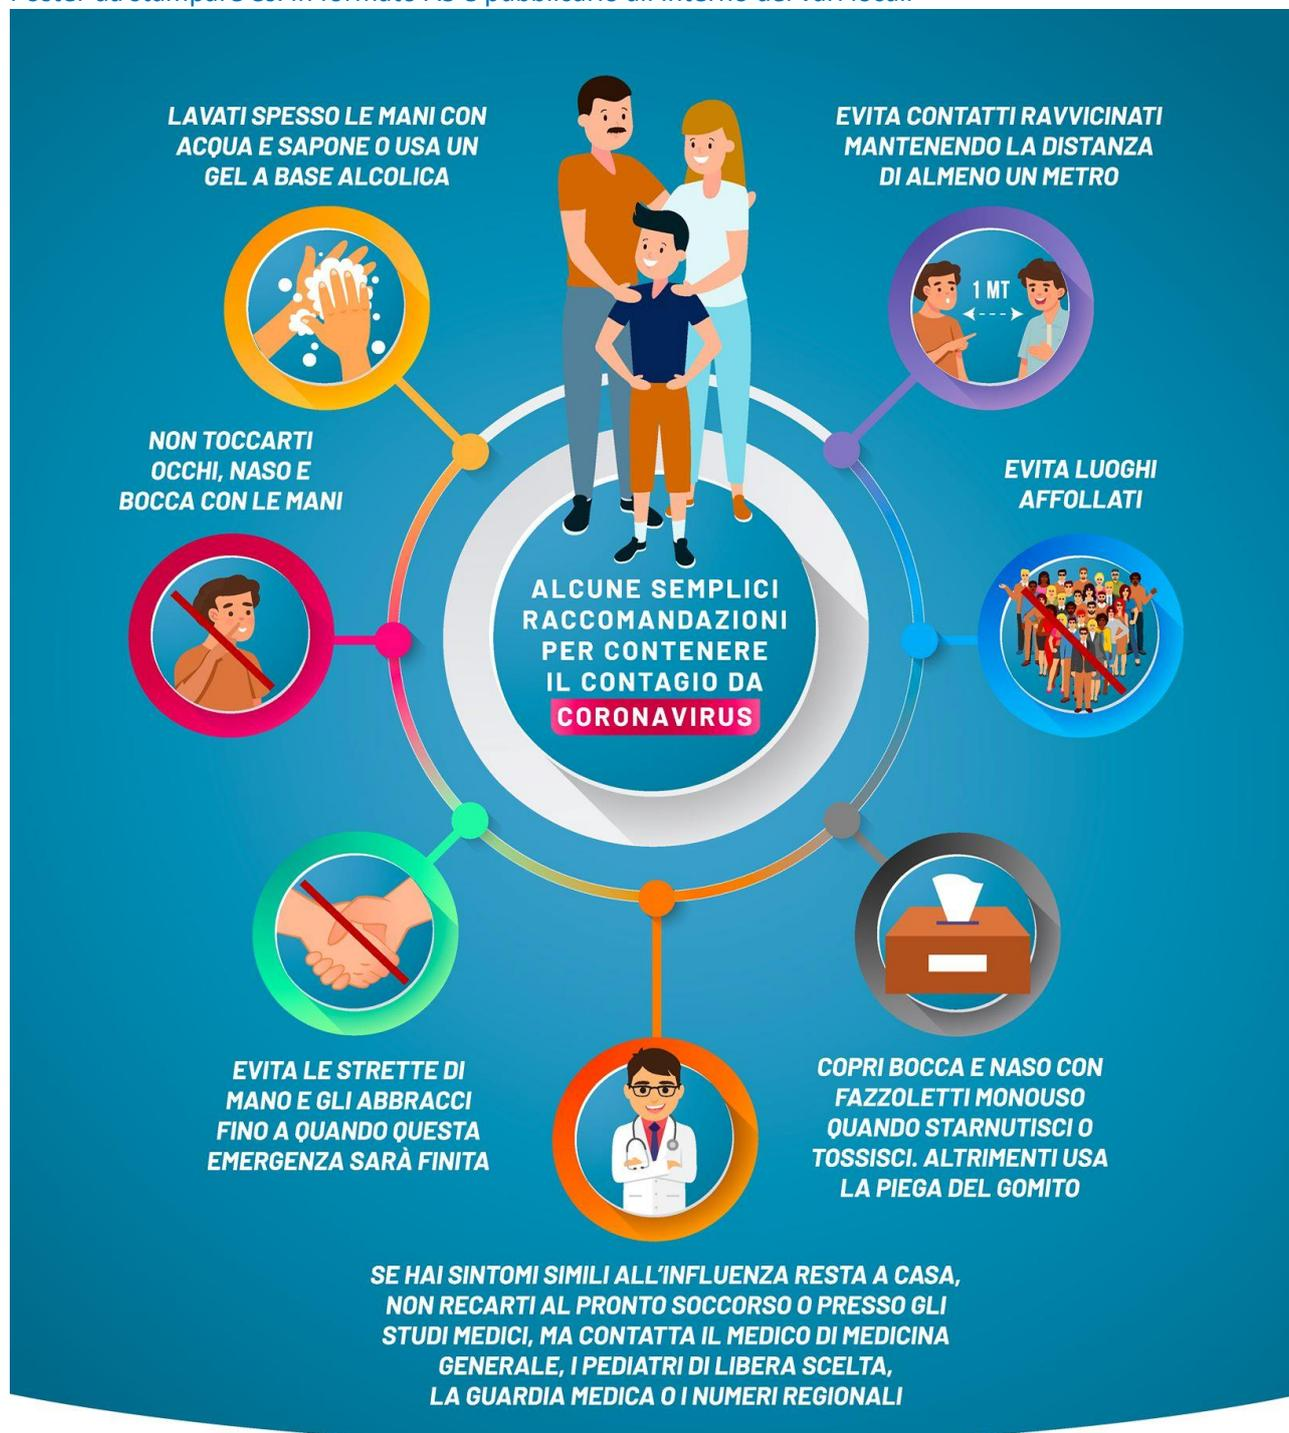 LAVATI SPESSO LE MANI CON
ACQUA E SAPONE O USA UN
GEL A BASE ALCOLICA
EVITA CONTATTI RAVVICINATI
MANTENENDO LA DISTANZA
DI ALMENO UN METRO
1 MT
NON TOCCARTI
OCCHI, NASO E
BOCCA CON LE MANI
EVITA LUOGHI
AFFOLLATI
ALCUNE SEMPLICI
RACCOMANDAZIONI
PER CONTENERE
IL CONTAGIO DA
CORONAVIRUS
EVITA LE STRETTE DI
MANO E GLI ABBRACCI
FINO A QUANDO QUESTA
EMERGENZA SARÀ FINITA
COPRI BOCCA E NASO CON
FAZZOLETTI MONOUSO
QUANDO STARNUTISCI O
TOSSISCI. ALTRIMENTI USA
LA PIEGA DEL GOMITO
SE HAI SINTOMI SIMILI ALL'INFLUENZA RESTA A CASA,
NON RECARTI AL PRONTO SOCCORSO O PRESSO GLI
STUDI MEDICI, MA CONTATTA IL MEDICO DI MEDICINA
GENERALE, I PEDIATRI DI LIBERA SCELTA,
LA GUARDIA MEDICA O I NUMERI REGIONALI